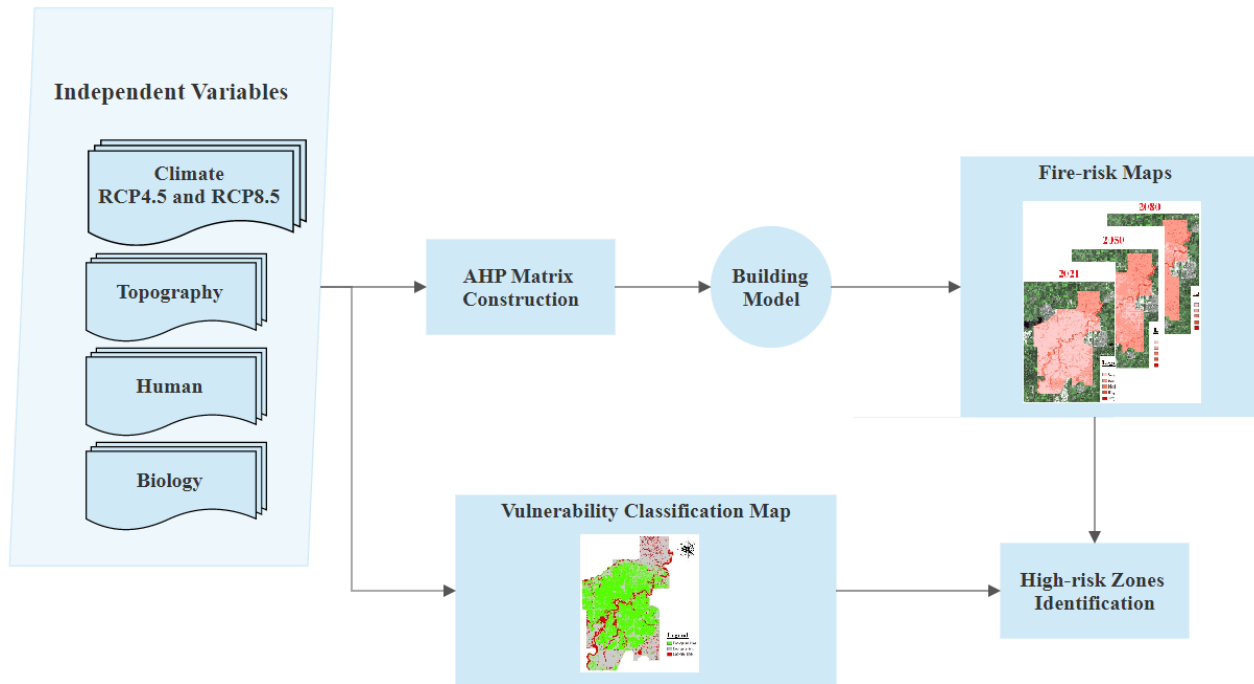 Independent Variables
Climate
RCP4.5 and RCP8.5
Topography
Human
Biology
AHP Matrix
Construction
Building
Model
Fire-risk Maps
2080
2050
2021
Vulnerability Classification Map
Legend
High-risk Zones
Identification